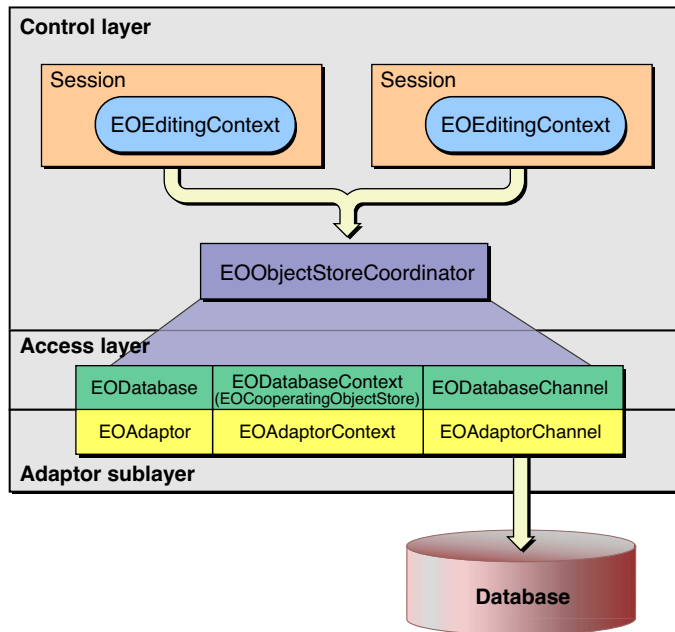 Control layer
Session
Session
EOEditingContext
EOEditingContext
EOObjectStoreCoordinator
Access layer
EODatabase
EODatabaseContext
(EOCooperatingObjectStore)
EODatabaseChannel
EOAdaptor
EOAdaptorContext
EOAdaptorChannel
Adaptor sublayer
Database